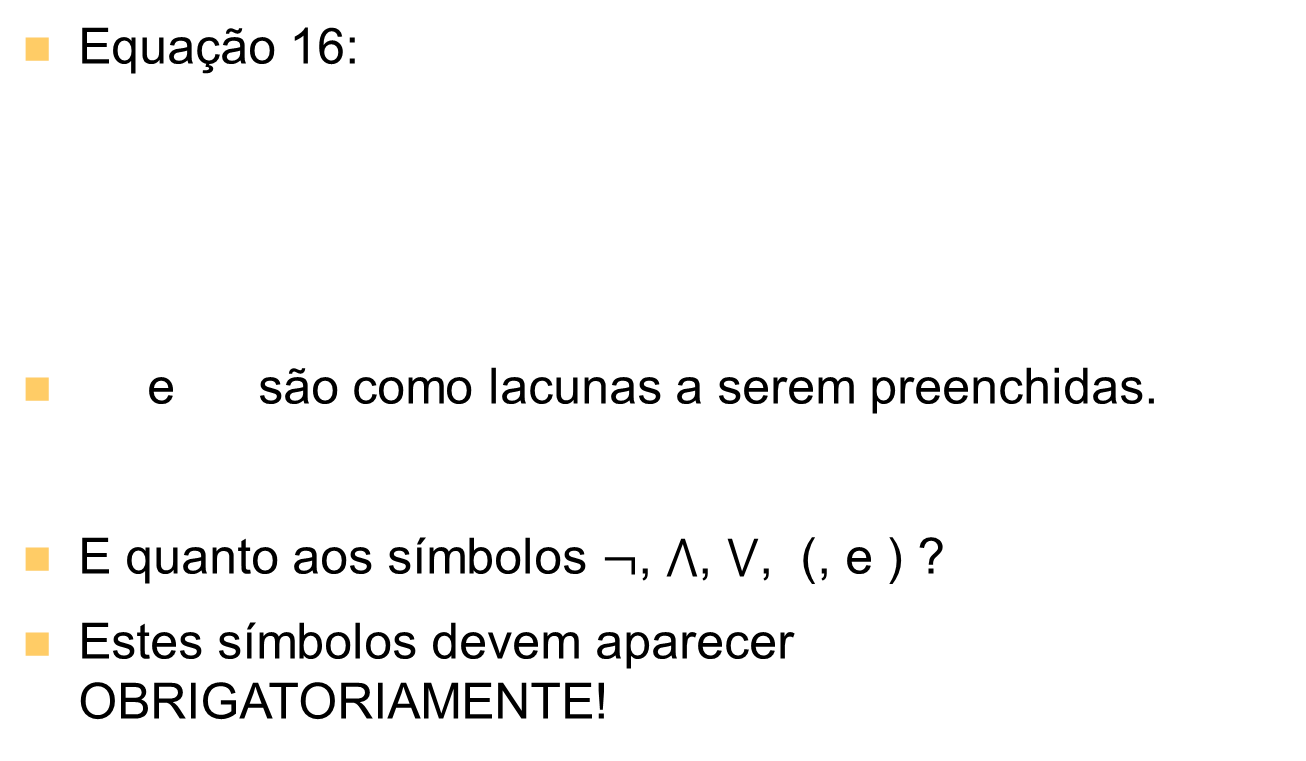 Equação 16:
e são como lacunas a serem preenchidas.
E quanto aos símbolos ¬, Λ, V, (, e ) ?
Estes símbolos devem aparecer
OBRIGATORIAMENTE!